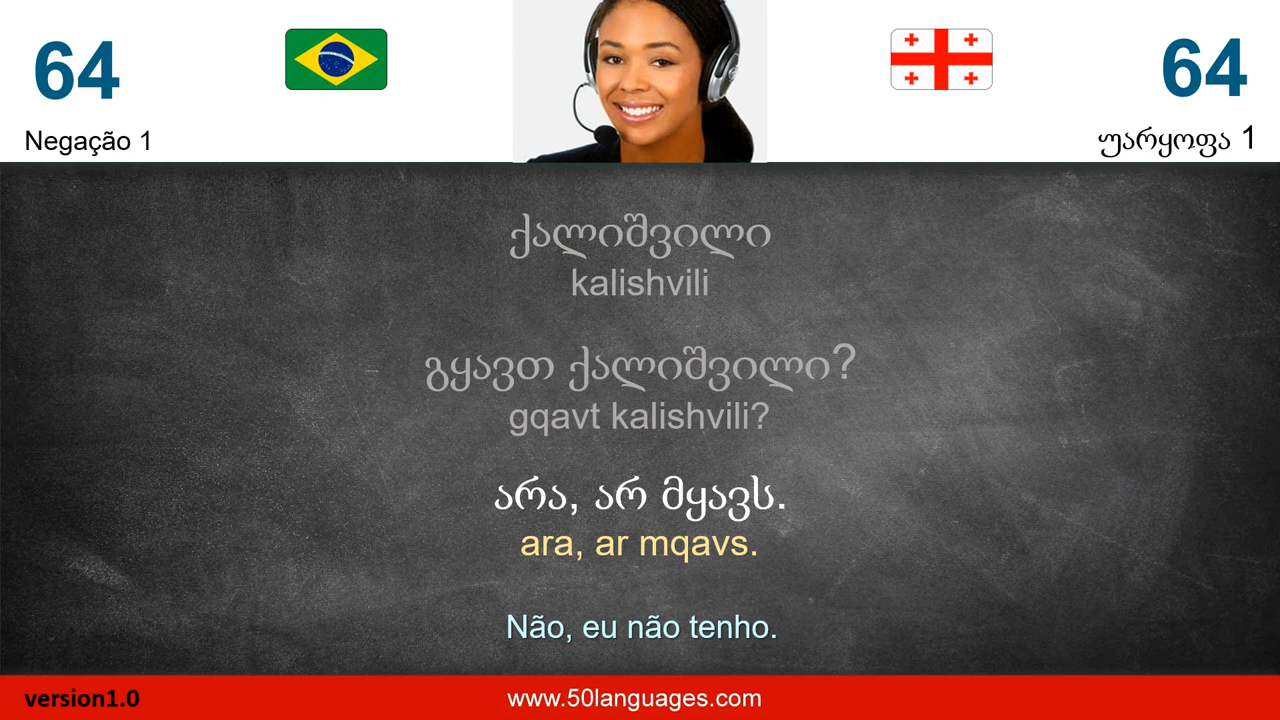 64
64
Negação 1
უარყოფა 1
ქალიშვილი
kalishvili
გყავთ ქალიშვილი?
gqavt kalishvili?
არა, არ მყავს.
ara, ar mqavs.
Não, eu não tenho.
version1.0
www.50languages.com